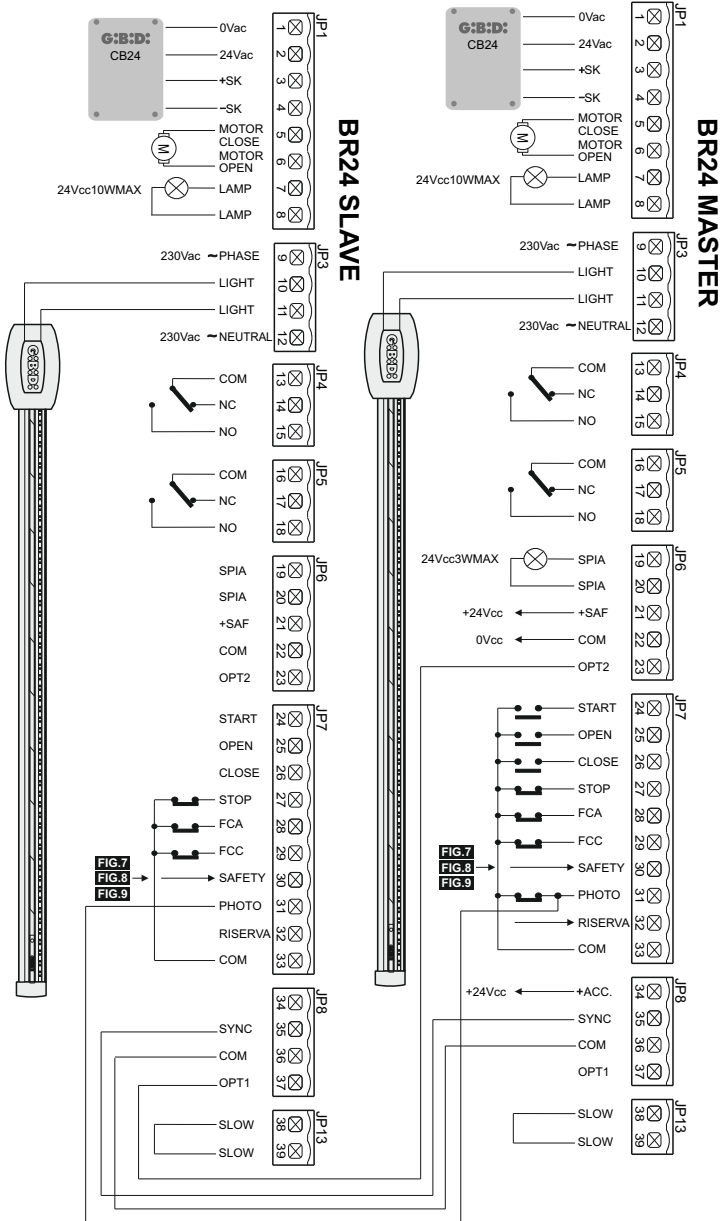 BR24 SLAVE
G:B:D:
CB24
JP1
0Vac 1
24Vac 2
+SK 3
-SK 4
MOTOR CLOSE 5
MOTOR OPEN 6
M
24Vcc10WMAX
LAMP 7
LAMP 8
JP3
230Vac ~PHASE 9
LIGHT 10
LIGHT 11
230Vac ~NEUTRAL 12
G:B:D:
JP4
COM 13
NC 14
NO 15
JP5
COM 16
NC 17
NO 18
JP6
SPIA 19
SPIA 20
+SAF 21
COM 22
OPT2 23
JP7
START 24
OPEN 25
CLOSE 26
STOP 27
FCA 28
FCC 29
FIG.7
FIG.8
FIG.9
SAFETY 30
PHOTO 31
RISERVA 32
COM 33
JP8
34
SYNC 35
COM 36
OPT1 37
JP13
SLOW 38
SLOW 39
BR24 MASTER
G:B:D:
CB24
JP1
0Vac 1
24Vac 2
+SK 3
-SK 4
MOTOR CLOSE 5
MOTOR OPEN 6
M
24Vcc10WMAX
LAMP 7
LAMP 8
JP3
230Vac ~PHASE 9
LIGHT 10
LIGHT 11
230Vac ~NEUTRAL 12
G:B:D:
JP4
COM 13
NC 14
NO 15
JP5
COM 16
NC 17
NO 18
JP6
24Vcc3WMAX
SPIA 19
SPIA 20
+24Vcc +SAF 21
0Vcc COM 22
OPT2 23
JP7
START 24
OPEN 25
CLOSE 26
STOP 27
FCA 28
FCC 29
FIG.7
FIG.8
FIG.9
SAFETY 30
PHOTO 31
RISERVA 32
COM 33
JP8
+24Vcc +ACC. 34
SYNC 35
COM 36
OPT1 37
JP13
SLOW 38
SLOW 39